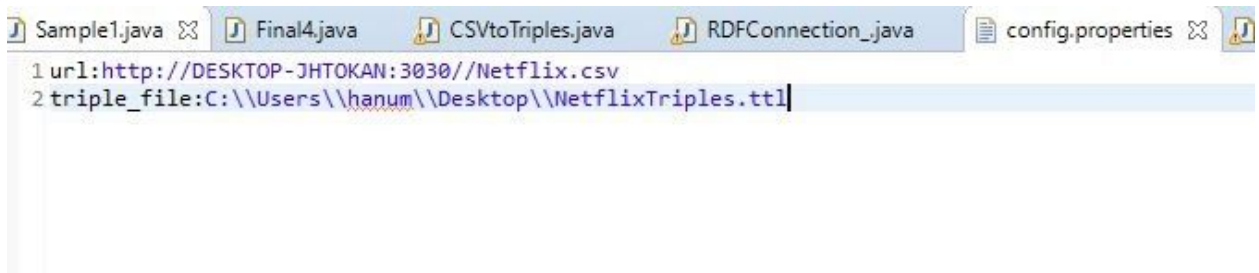 Sample1.java Final4.java CSVtoTriples.java RDFConnection_.java config.properties
1 url:http://DESKTOP-JHTOKAN:3030//Netflix.csv
2 triple_file:C:\\Users\\hanum\\Desktop\\NetflixTriples.ttl